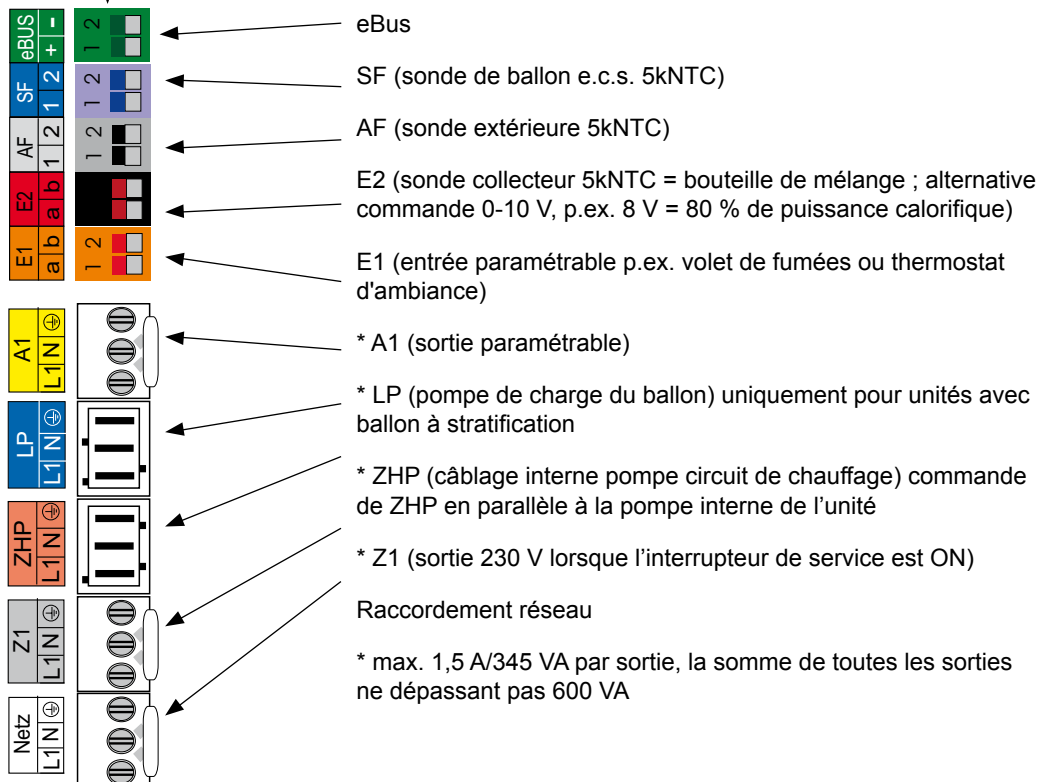 eBUS
+ -
1 2
eBus
SF
1 2
1 2
SF (sonde de ballon e.c.s. 5kNTC)
AF
1 2
1 2
AF (sonde extérieure 5kNTC)
E2
a b
E2 (sonde collecteur 5kNTC = bouteille de mélange ; alternative
commande 0-10 V, p.ex. 8 V = 80 % de puissance calorifique)
E1
a b
1 2
E1 (entrée paramétrable p.ex. volet de fumées ou thermostat
d'ambiance)
A1
L1 N
* A1 (sortie paramétrable)
LP
L1 N
* LP (pompe de charge du ballon) uniquement pour unités avec
ballon à stratification
ZHP
L1 N
* ZHP (câblage interne pompe circuit de chauffage) commande
de ZHP en parallèle à la pompe interne de l’unité
Z1
L1 N
* Z1 (sortie 230 V lorsque l’interrupteur de service est ON)
Netz
L1 N
Raccordement réseau
* max. 1,5 A/345 VA par sortie, la somme de toutes les sorties
ne dépassant pas 600 VA